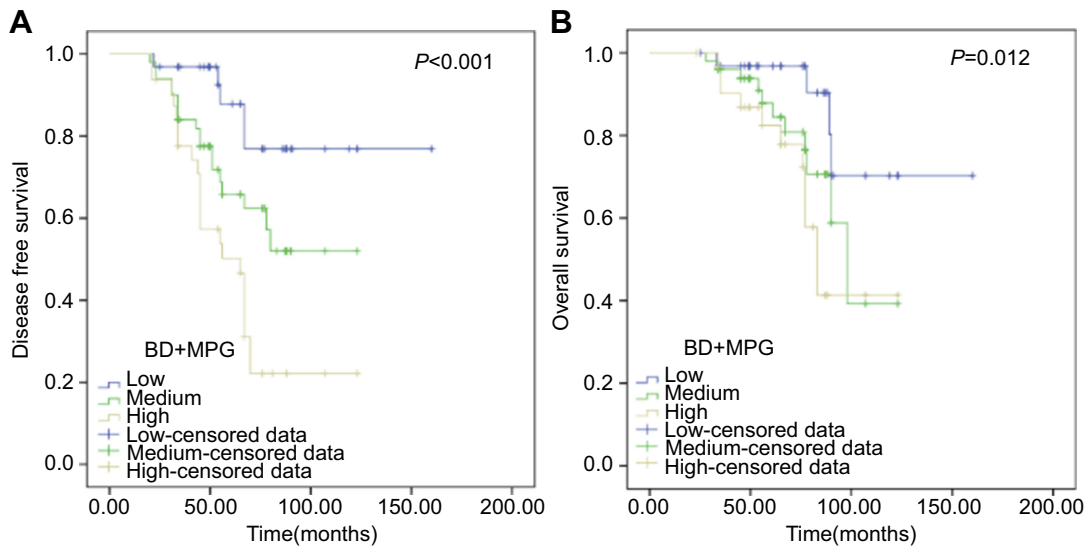 A
Disease free survival
P<0.001
1.0
0.8
0.6
0.4
0.2
0.0
BD+MPG
Low
Medium
High
Low-censored data
Medium-censored data
High-censored data
0.00 50.00 100.00 150.00 200.00
Time(months)
B
Overall survival
P=0.012
1.0
0.8
0.6
0.4
0.2
0.0
BD+MPG
Low
Medium
High
Low-censored data
Medium-censored data
High-censored data
0.00 50.00 100.00 150.00 200.00
Time(months)